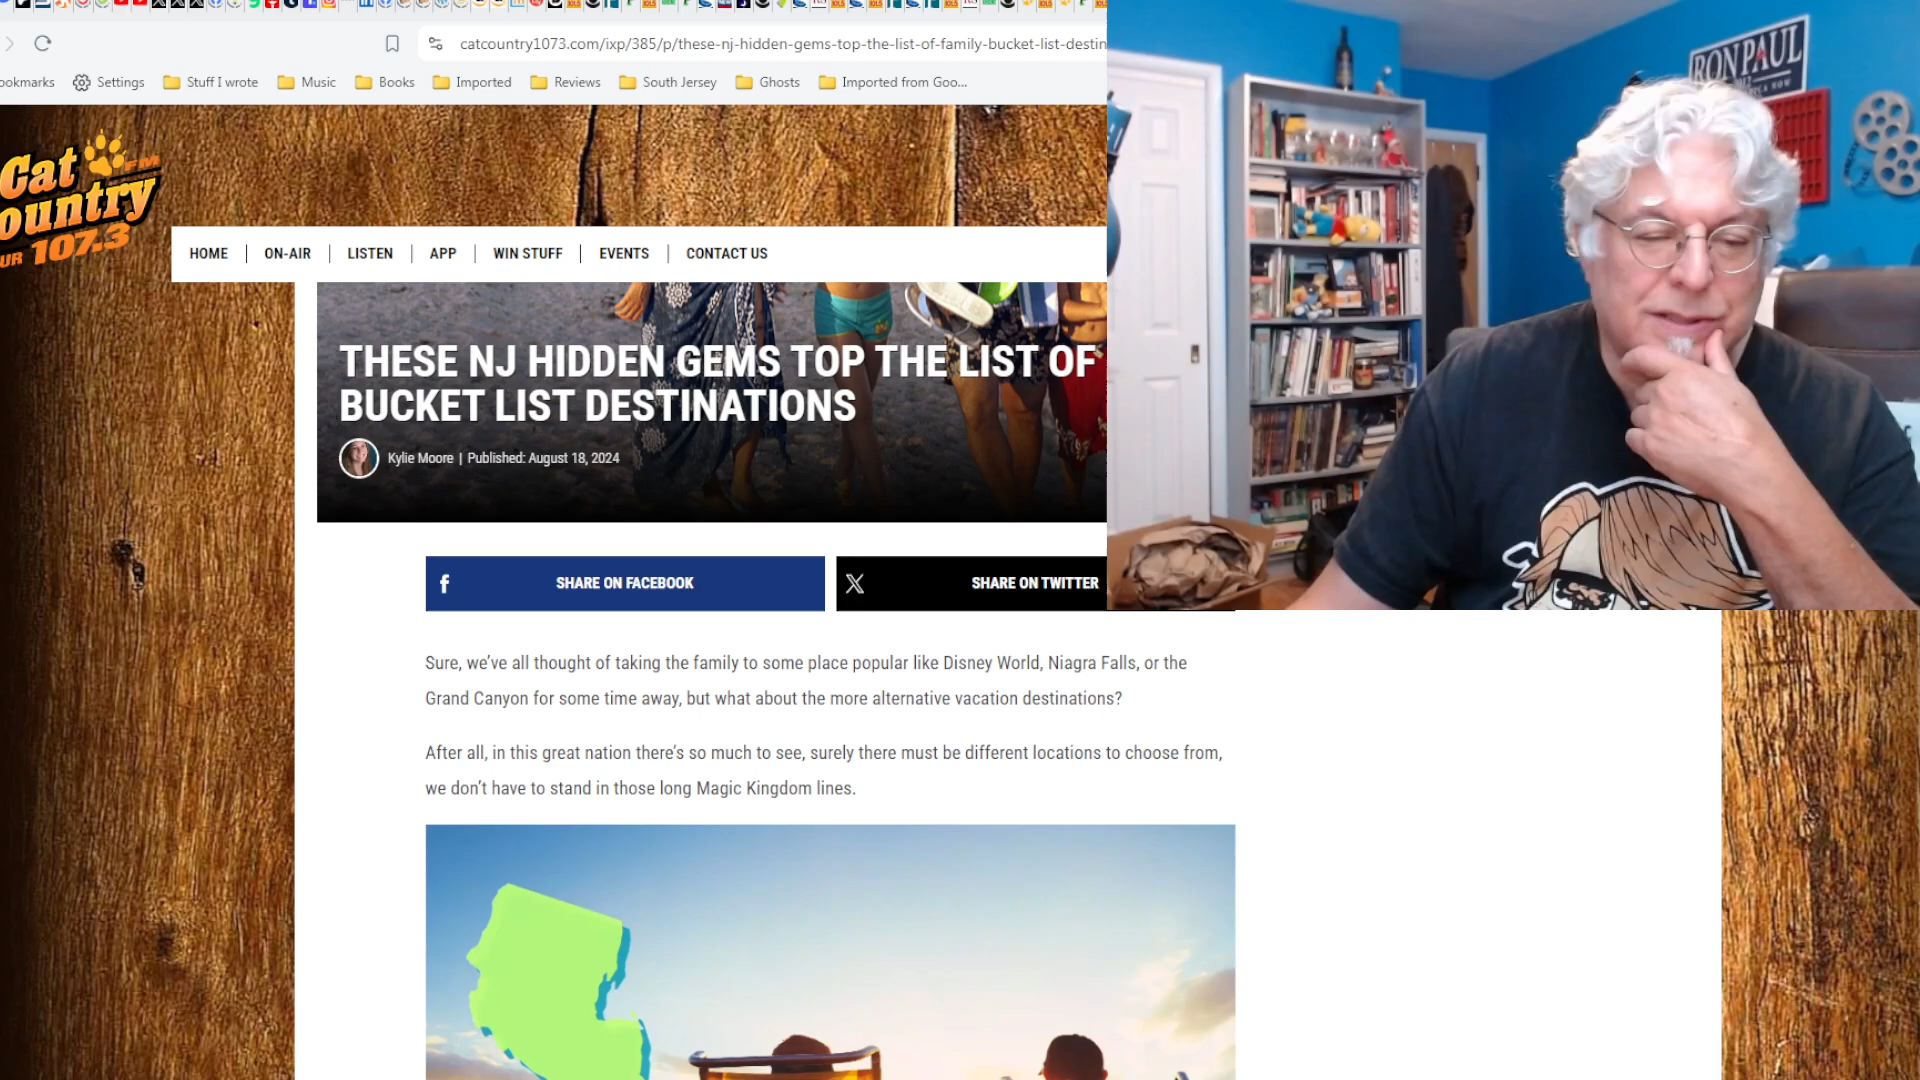 catcountry1073.com/ixp/385/p/these-nj-hidden-gems-top-the-list-of-family-bucket-list-destin
ookmarks Settings Stuff I wrote Music Books Imported Reviews South Jersey Ghosts Imported from Goo...
Cat
ountry FM
UR 107.3
HOME ON-AIR LISTEN APP WIN STUFF EVENTS CONTACT US
THESE NJ HIDDEN GEMS TOP THE LIST OF
BUCKET LIST DESTINATIONS
Kylie Moore | Published: August 18, 2024
f SHARE ON FACEBOOK X SHARE ON TWITTER
Sure, we've all thought of taking the family to some place popular like Disney World, Niagra Falls, or the
Grand Canyon for some time away, but what about the more alternative vacation destinations?
After all, in this great nation there's so much to see, surely there must be different locations to choose from,
we don't have to stand in those long Magic Kingdom lines.
RON PAUL